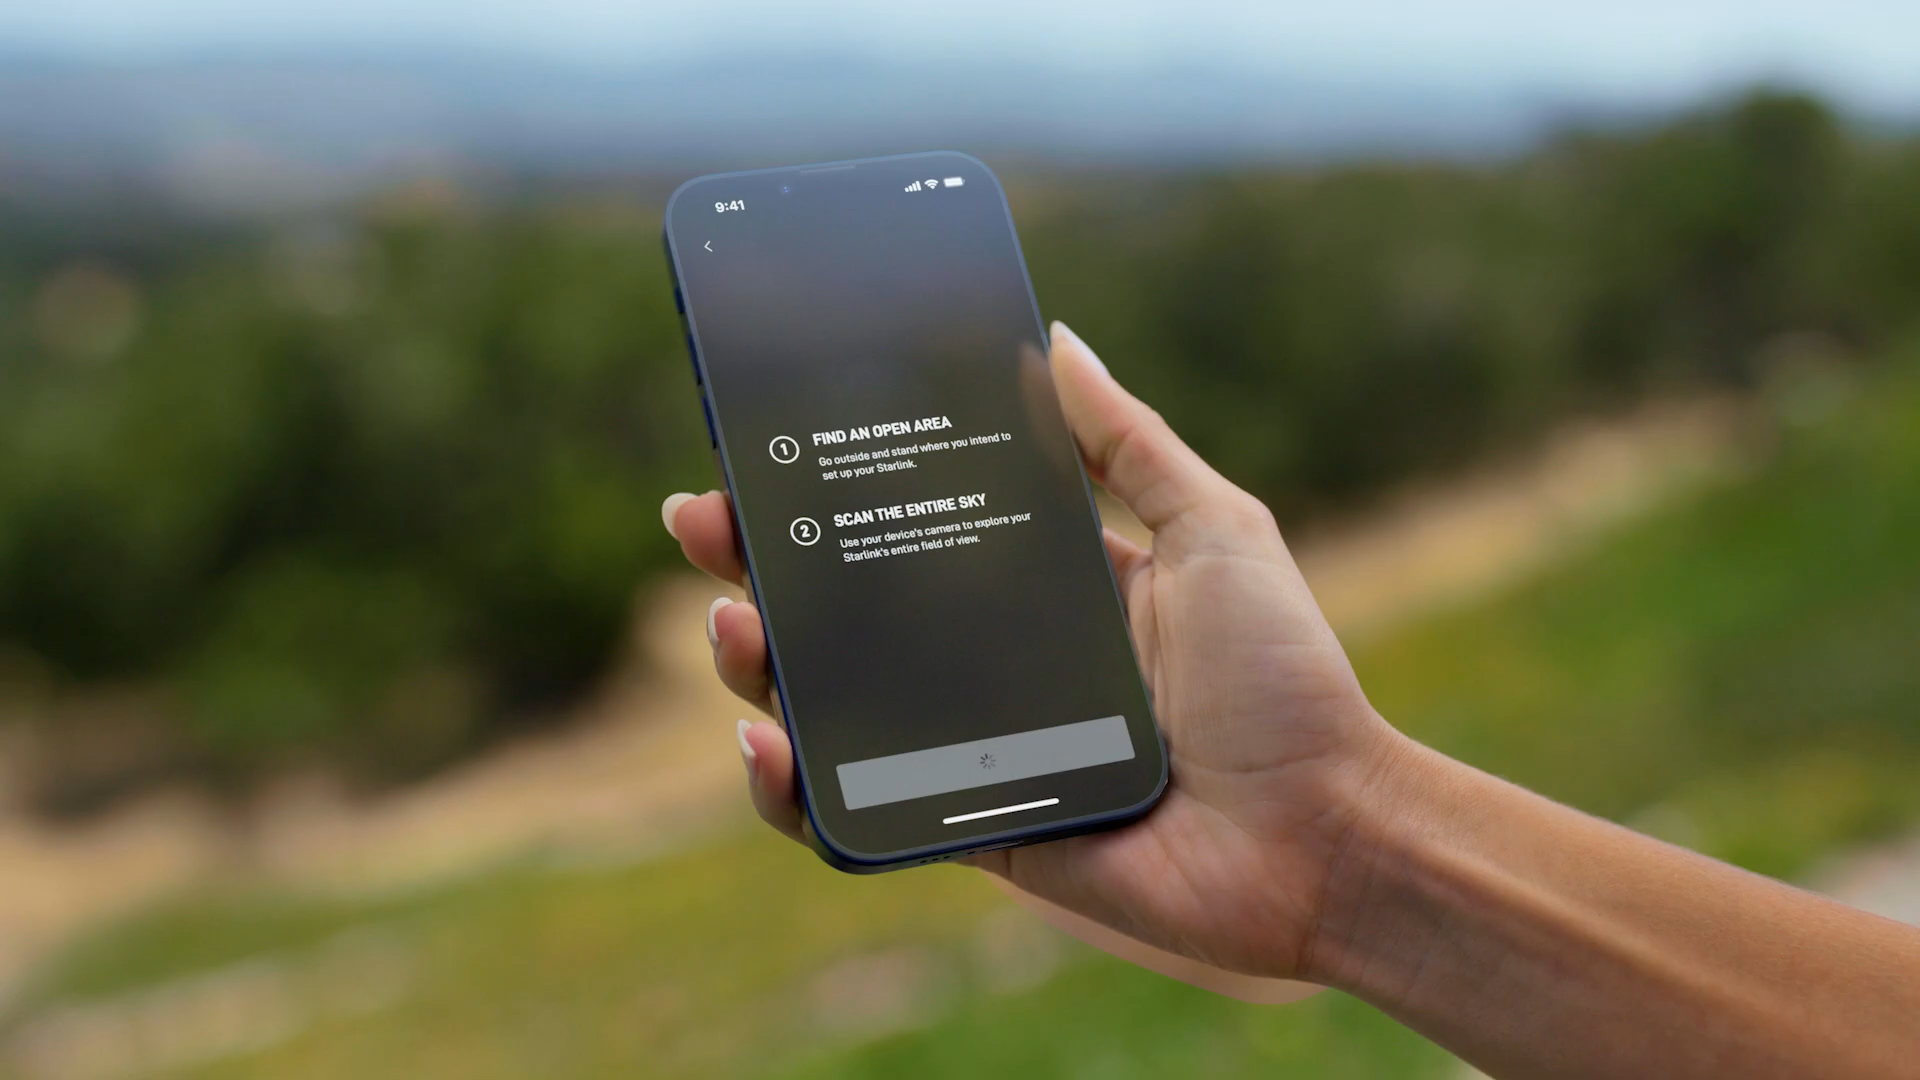 9:41
1
FIND AN OPEN AREA
Go outside and stand where you intend to
set up your Starlink.
2
SCAN THE ENTIRE SKY
Use your device's camera to explore your
Starlink's entire field of view.